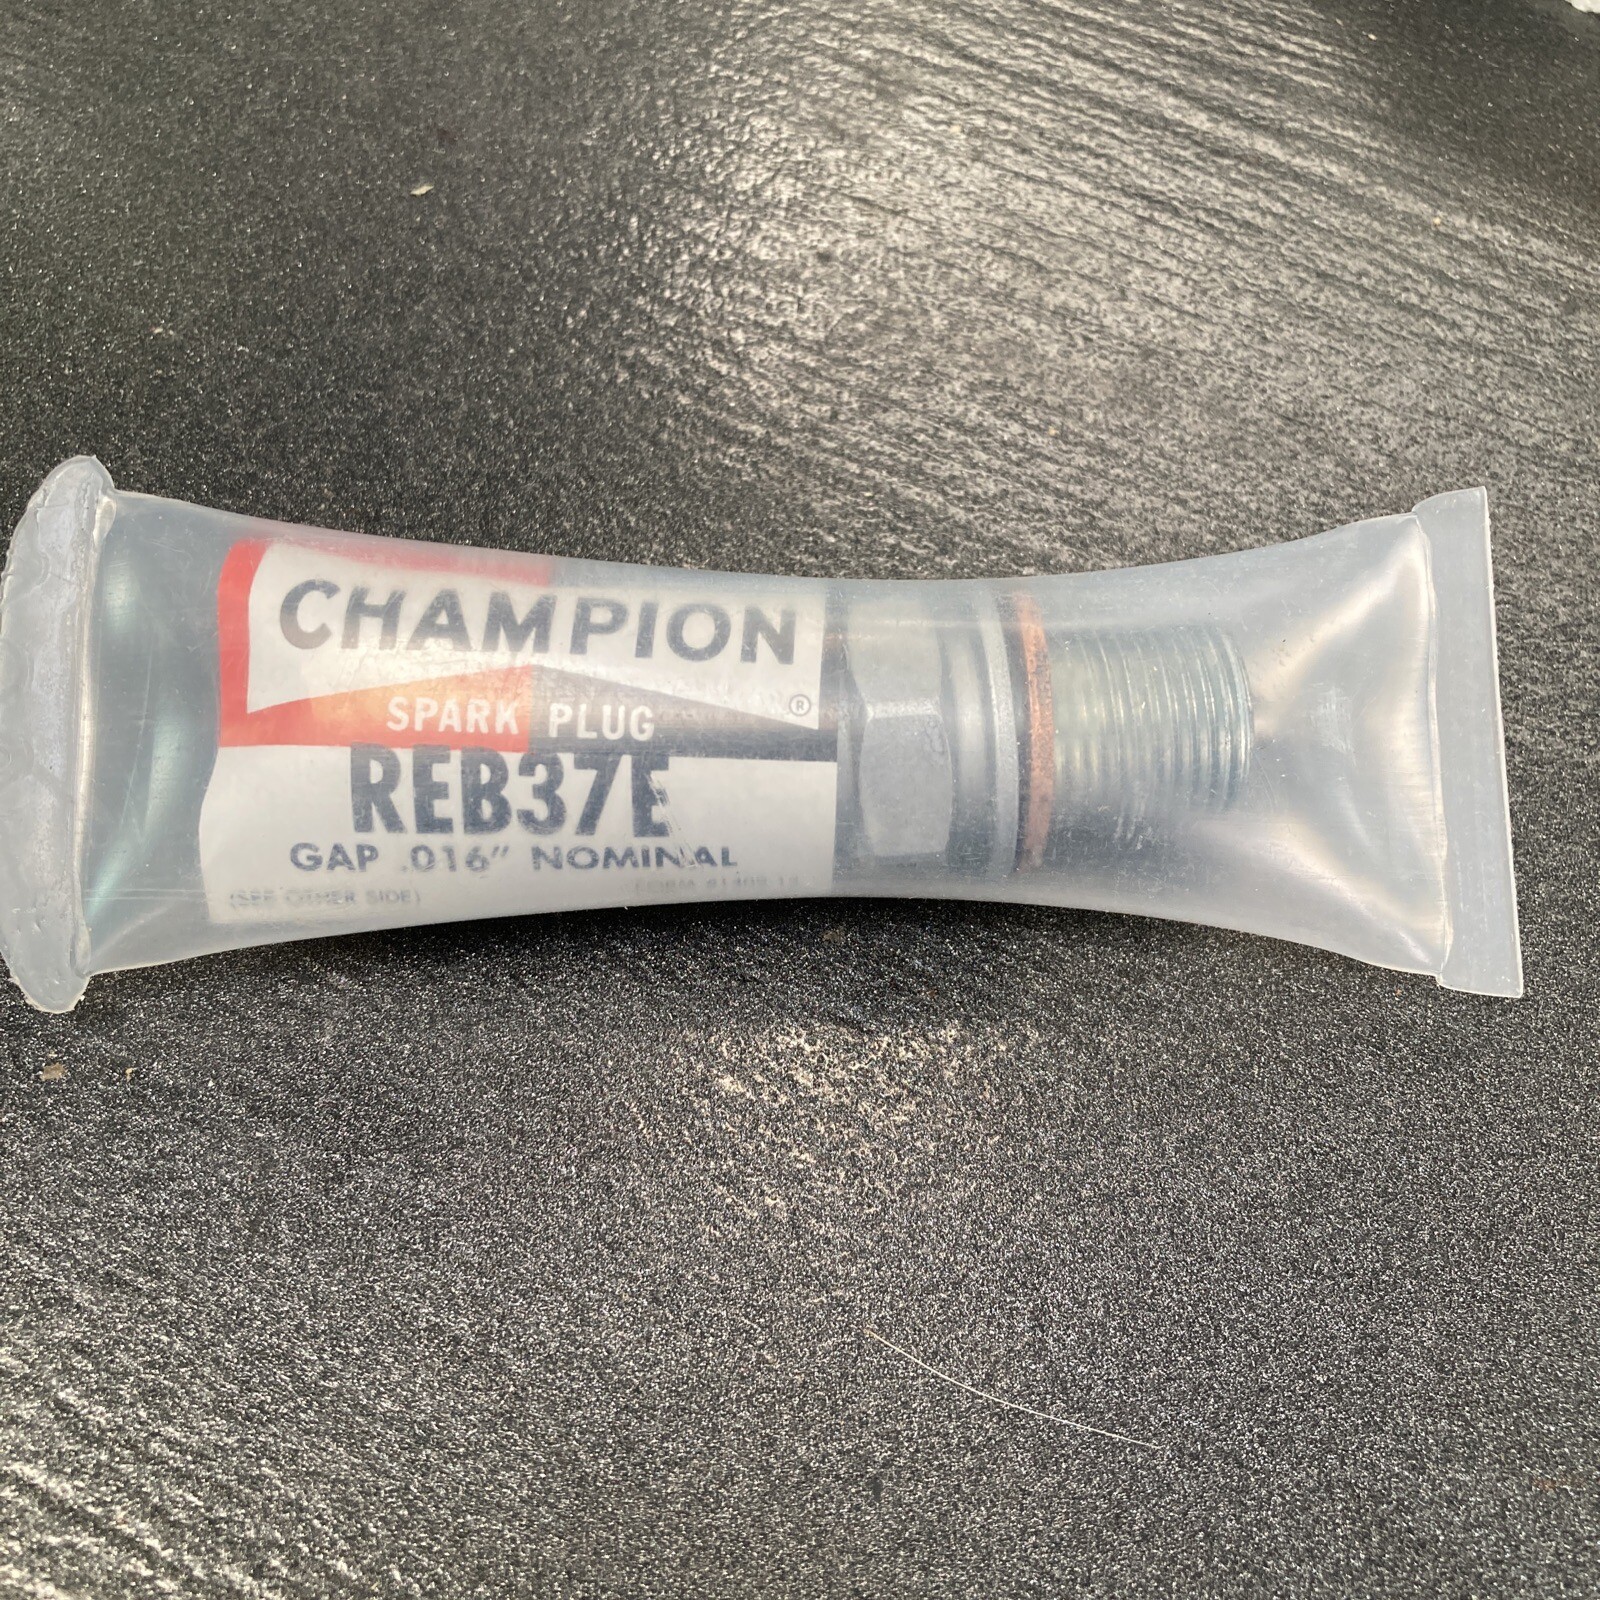 CHAMPION
SPARK PLUG ®
REB37E
GAP .016" NOMINAL
(SEE OTHER SIDE)